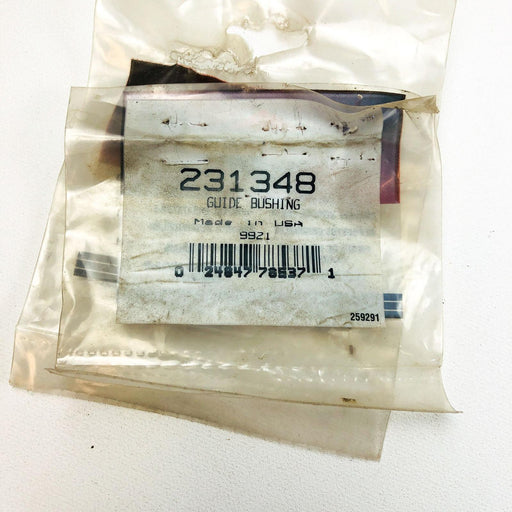 231348
GUIDE BUSHING
Made in USA
9921
0 24847 78537 1
259291